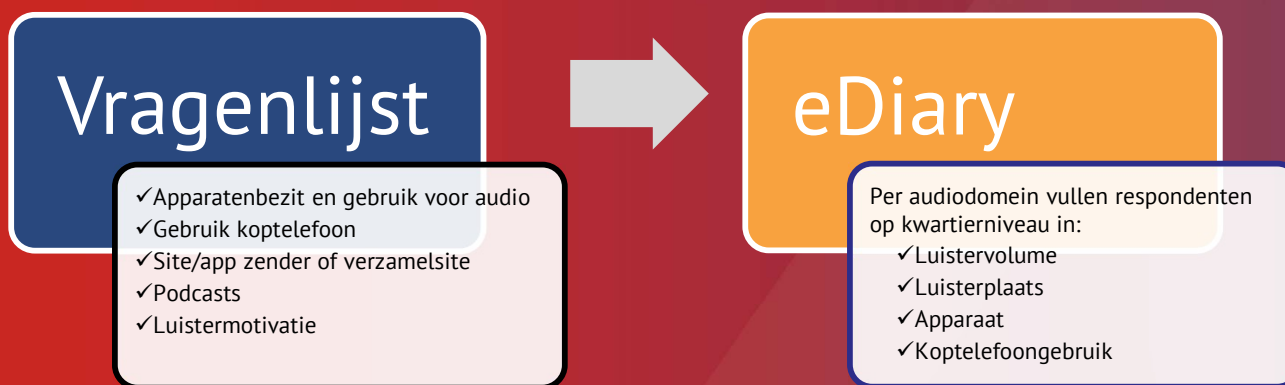 Vragenlijst
✓Apparatenbezit en gebruik voor audio
✓Gebruik koptelefoon
✓Site/app zender of verzamelsite
✓Podcasts
✓Luistermotivatie
eDiary
Per audiodomein vullen respondenten
op kwartierniveau in:
✓Luistervolume
✓Luisterplaats
✓Apparaat
✓Koptelefoongebruik